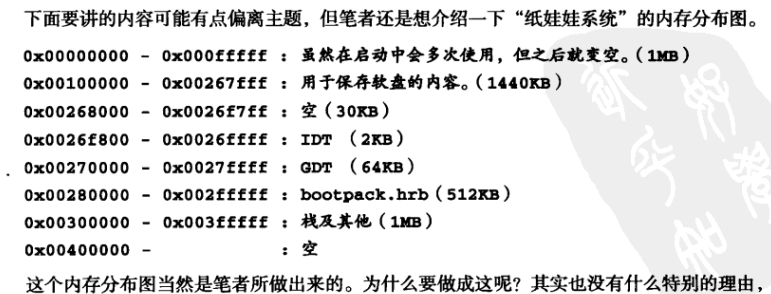 下面要讲的内容可能有点偏离主题，但笔者还是想介绍一下“纸娃娃系统”的内存分布图。
0x00000000 - 0x000fffff : 虽然在启动中会多次使用，但之后就变空。（1MB）
0x00100000 - 0x00267fff : 用于保存软盘的内容。（1440KB）
0x00268000 - 0x0026f7ff : 空（30KB）
0x0026f800 - 0x0026ffff : IDT （2KB）
0x00270000 - 0x0027ffff : GDT （64KB）
0x00280000 - 0x002fffff : bootpack.hrb（512KB）
0x00300000 - 0x003fffff : 栈及其他（1MB）
0x00400000 - : 空
这个内存分布图当然是笔者所做出来的。为什么要做成这呢？其实也没有什么特别的理由，